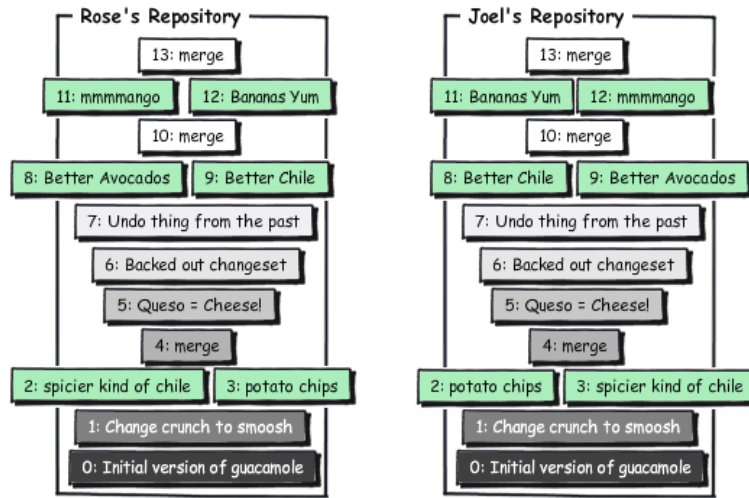 Rose's Repository
13: merge
11: mmmmango
12: Bananas Yum
10: merge
8: Better Avocados
9: Better Chile
7: Undo thing from the past
6: Backed out changeset
5: Queso = Cheese!
4: merge
2: spicier kind of chile
3: potato chips
1: Change crunch to smoosh
0: Initial version of guacamole
Joel's Repository
13: merge
11: Bananas Yum
12: mmmmango
10: merge
8: Better Chile
9: Better Avocados
7: Undo thing from the past
6: Backed out changeset
5: Queso = Cheese!
4: merge
2: potato chips
3: spicier kind of chile
1: Change crunch to smoosh
0: Initial version of guacamole